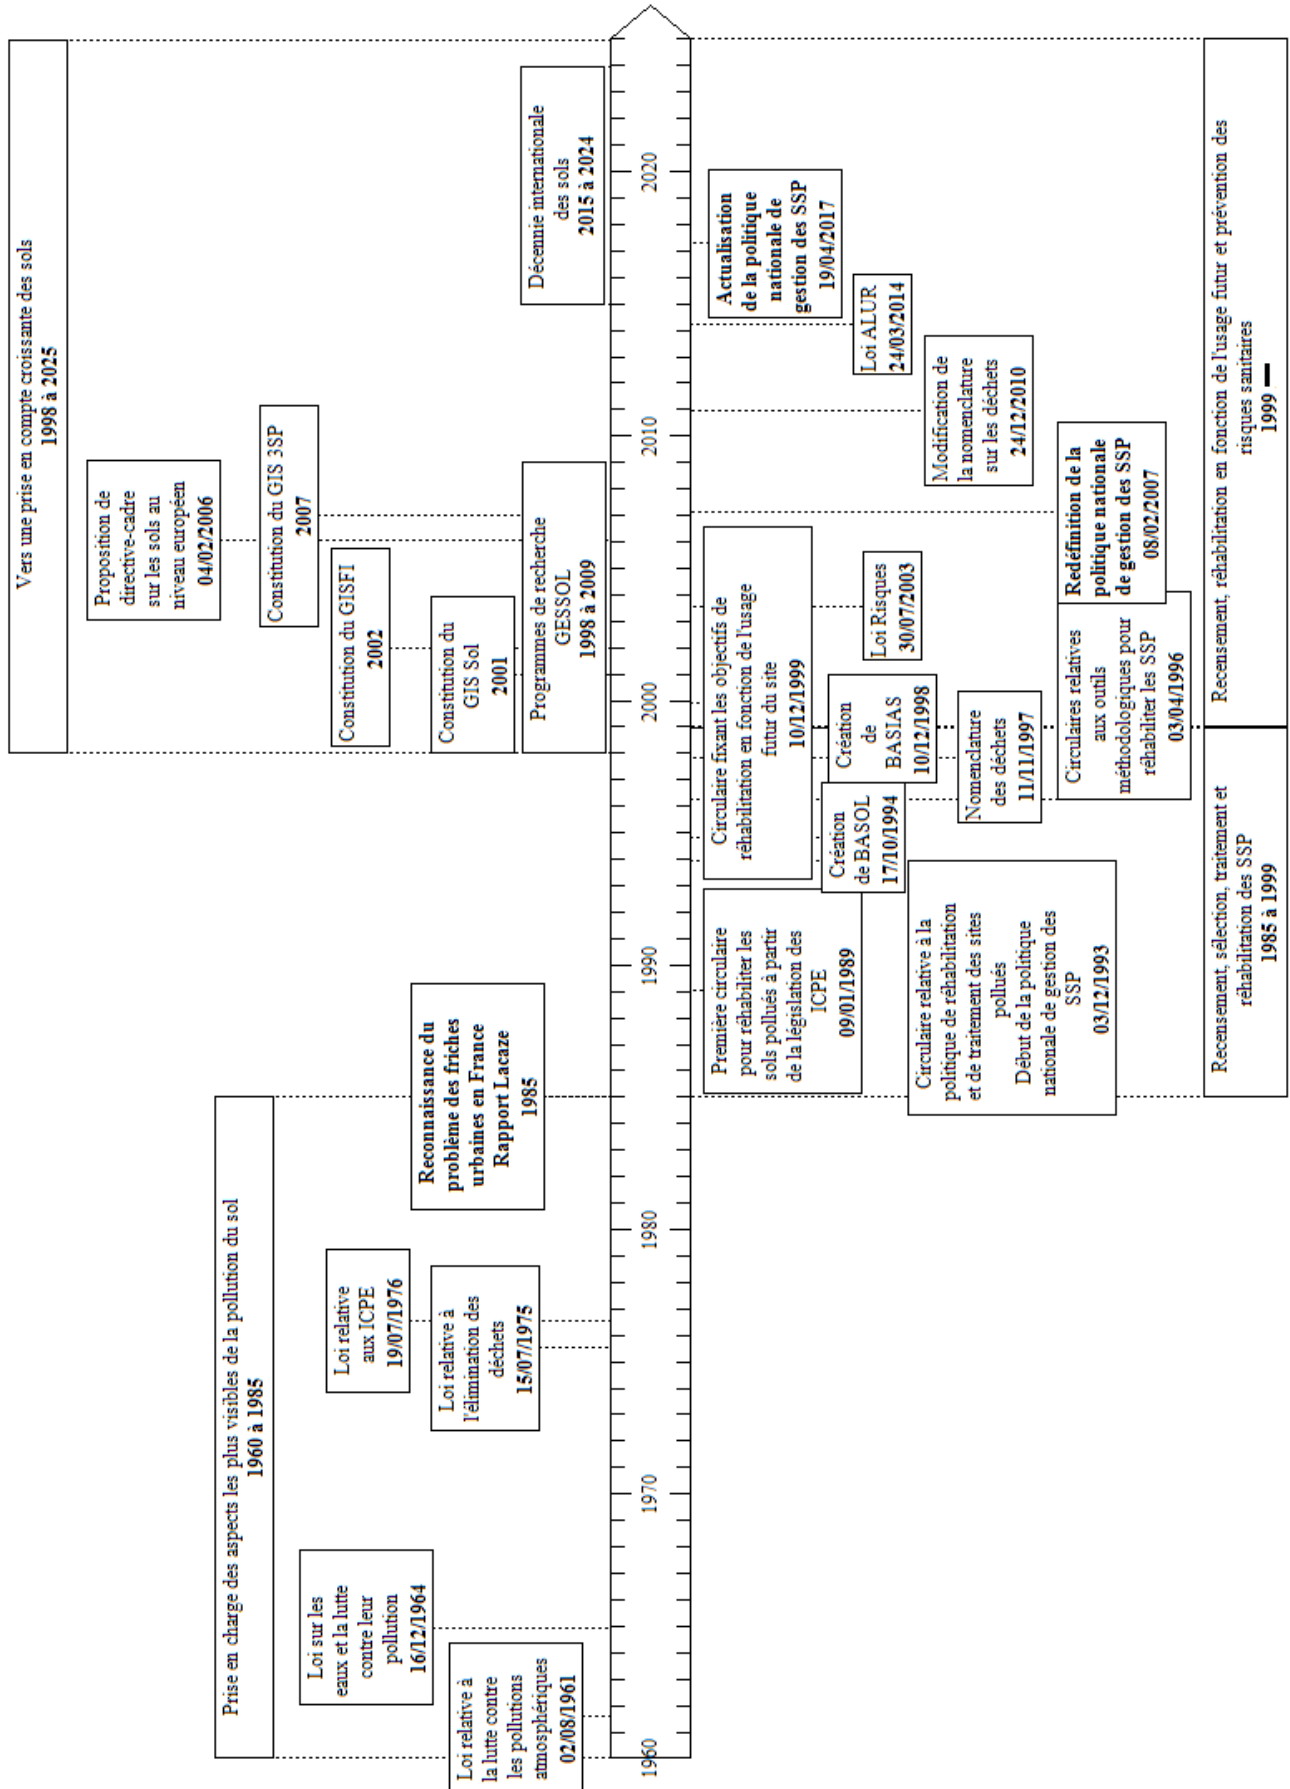 Vers une prise en compte croissante des sols
1998 à 2025
Prise en charge des aspects les plus visibles de la pollution du sol
1960 à 1985
Proposition de
directive-cadre
sur les sols au
niveau européen
04/02/2006
Constitution du GIS 3SP
2007
Constitution du GISFI
2002
Constitution du
GIS Sol
2001
Programmes de recherche
GESSOL
1998 à 2009
Décennie internationale
des sols
2015 à 2024
Loi sur les
eaux et la lutte
contre leur
pollution
16/12/1964
Loi relative à
la lutte contre
les pollutions
atmosphériques
02/08/1961
Loi relative
aux ICPE
19/07/1976
Loi relative à
l'élimination des
déchets
15/07/1975
Reconnaissance du
problème des friches
urbaines en France
Rapport Lacaze
1985
1960
1970
1980
1990
2000
2010
2020
Première circulaire
pour réhabiliter les
sols pollués à partir
de la législation des
ICPE
09/01/1989
Circulaire relative à la
politique de réhabilitation
et de traitement des sites
pollués
Début de la politique
nationale de gestion des
SSP
03/12/1993
Circulaire fixant les objectifs de
réhabilitation en fonction de l'usage
futur du site
10/12/1999
Création
de BASOL
17/10/1994
Création
de
BASIAS
10/12/1998
Nomenclature
des déchets
11/11/1997
Circulaires relatives
aux outils
méthodologiques pour
réhabiliter les SSP
03/04/1996
Loi Risques
30/07/2003
Redéfinition de la
politique nationale
de gestion des SSP
08/02/2007
Modification de
la nomenclature
sur les déchets
24/12/2010
Loi ALUR
24/03/2014
Actualisation
de la politique
nationale de
gestion des SSP
19/04/2017
Recensement, sélection, traitement et
réhabilitation des SSP
1985 à 1999
Recensement, réhabilitation en fonction de l'usage futur et prévention des
risques sanitaires
1999 —